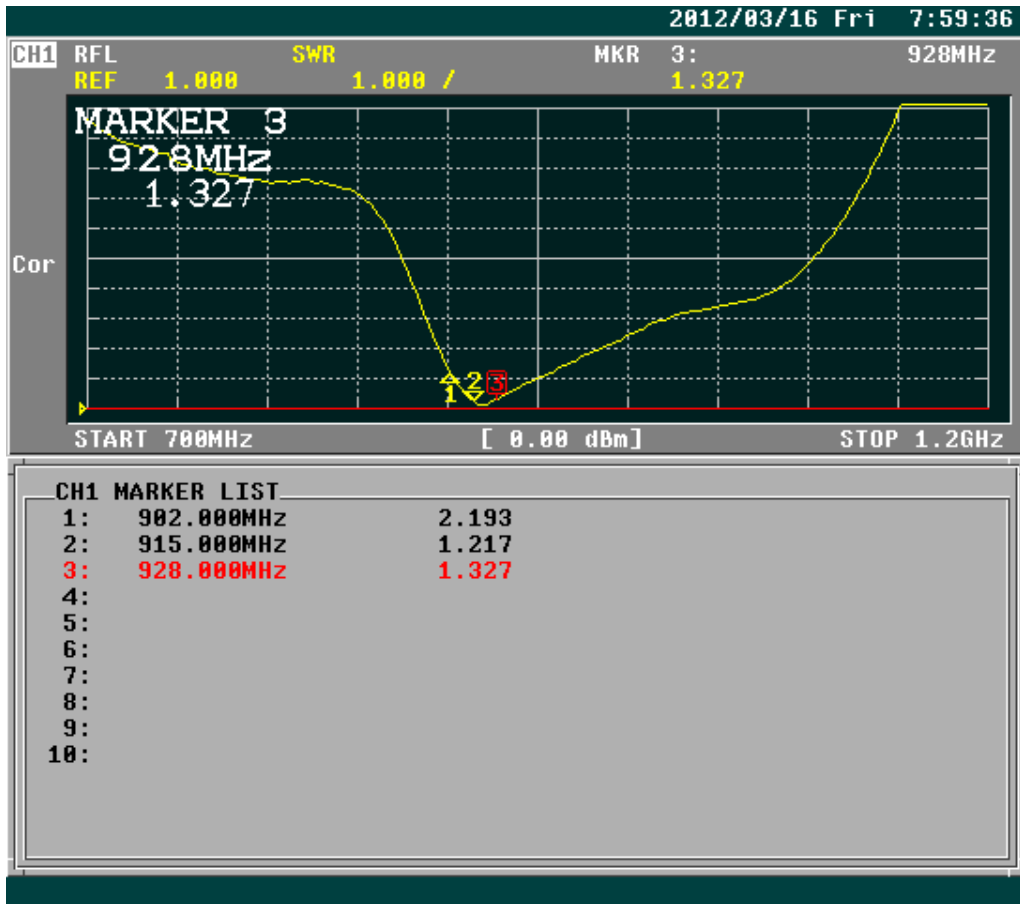 2012/03/16 Fri 7:59:36
CH1 RFL SWR MKR 3: 928MHz
REF 1.000 1.000 / 1.327
MARKER 3
928MHz
1.327
Cor
1 2 3
START 700MHz [ 0.00 dBm] STOP 1.2GHz
CH1 MARKER LIST
1: 902.000MHz 2.193
2: 915.000MHz 1.217
3: 928.000MHz 1.327
4:
5:
6:
7:
8:
9:
10: